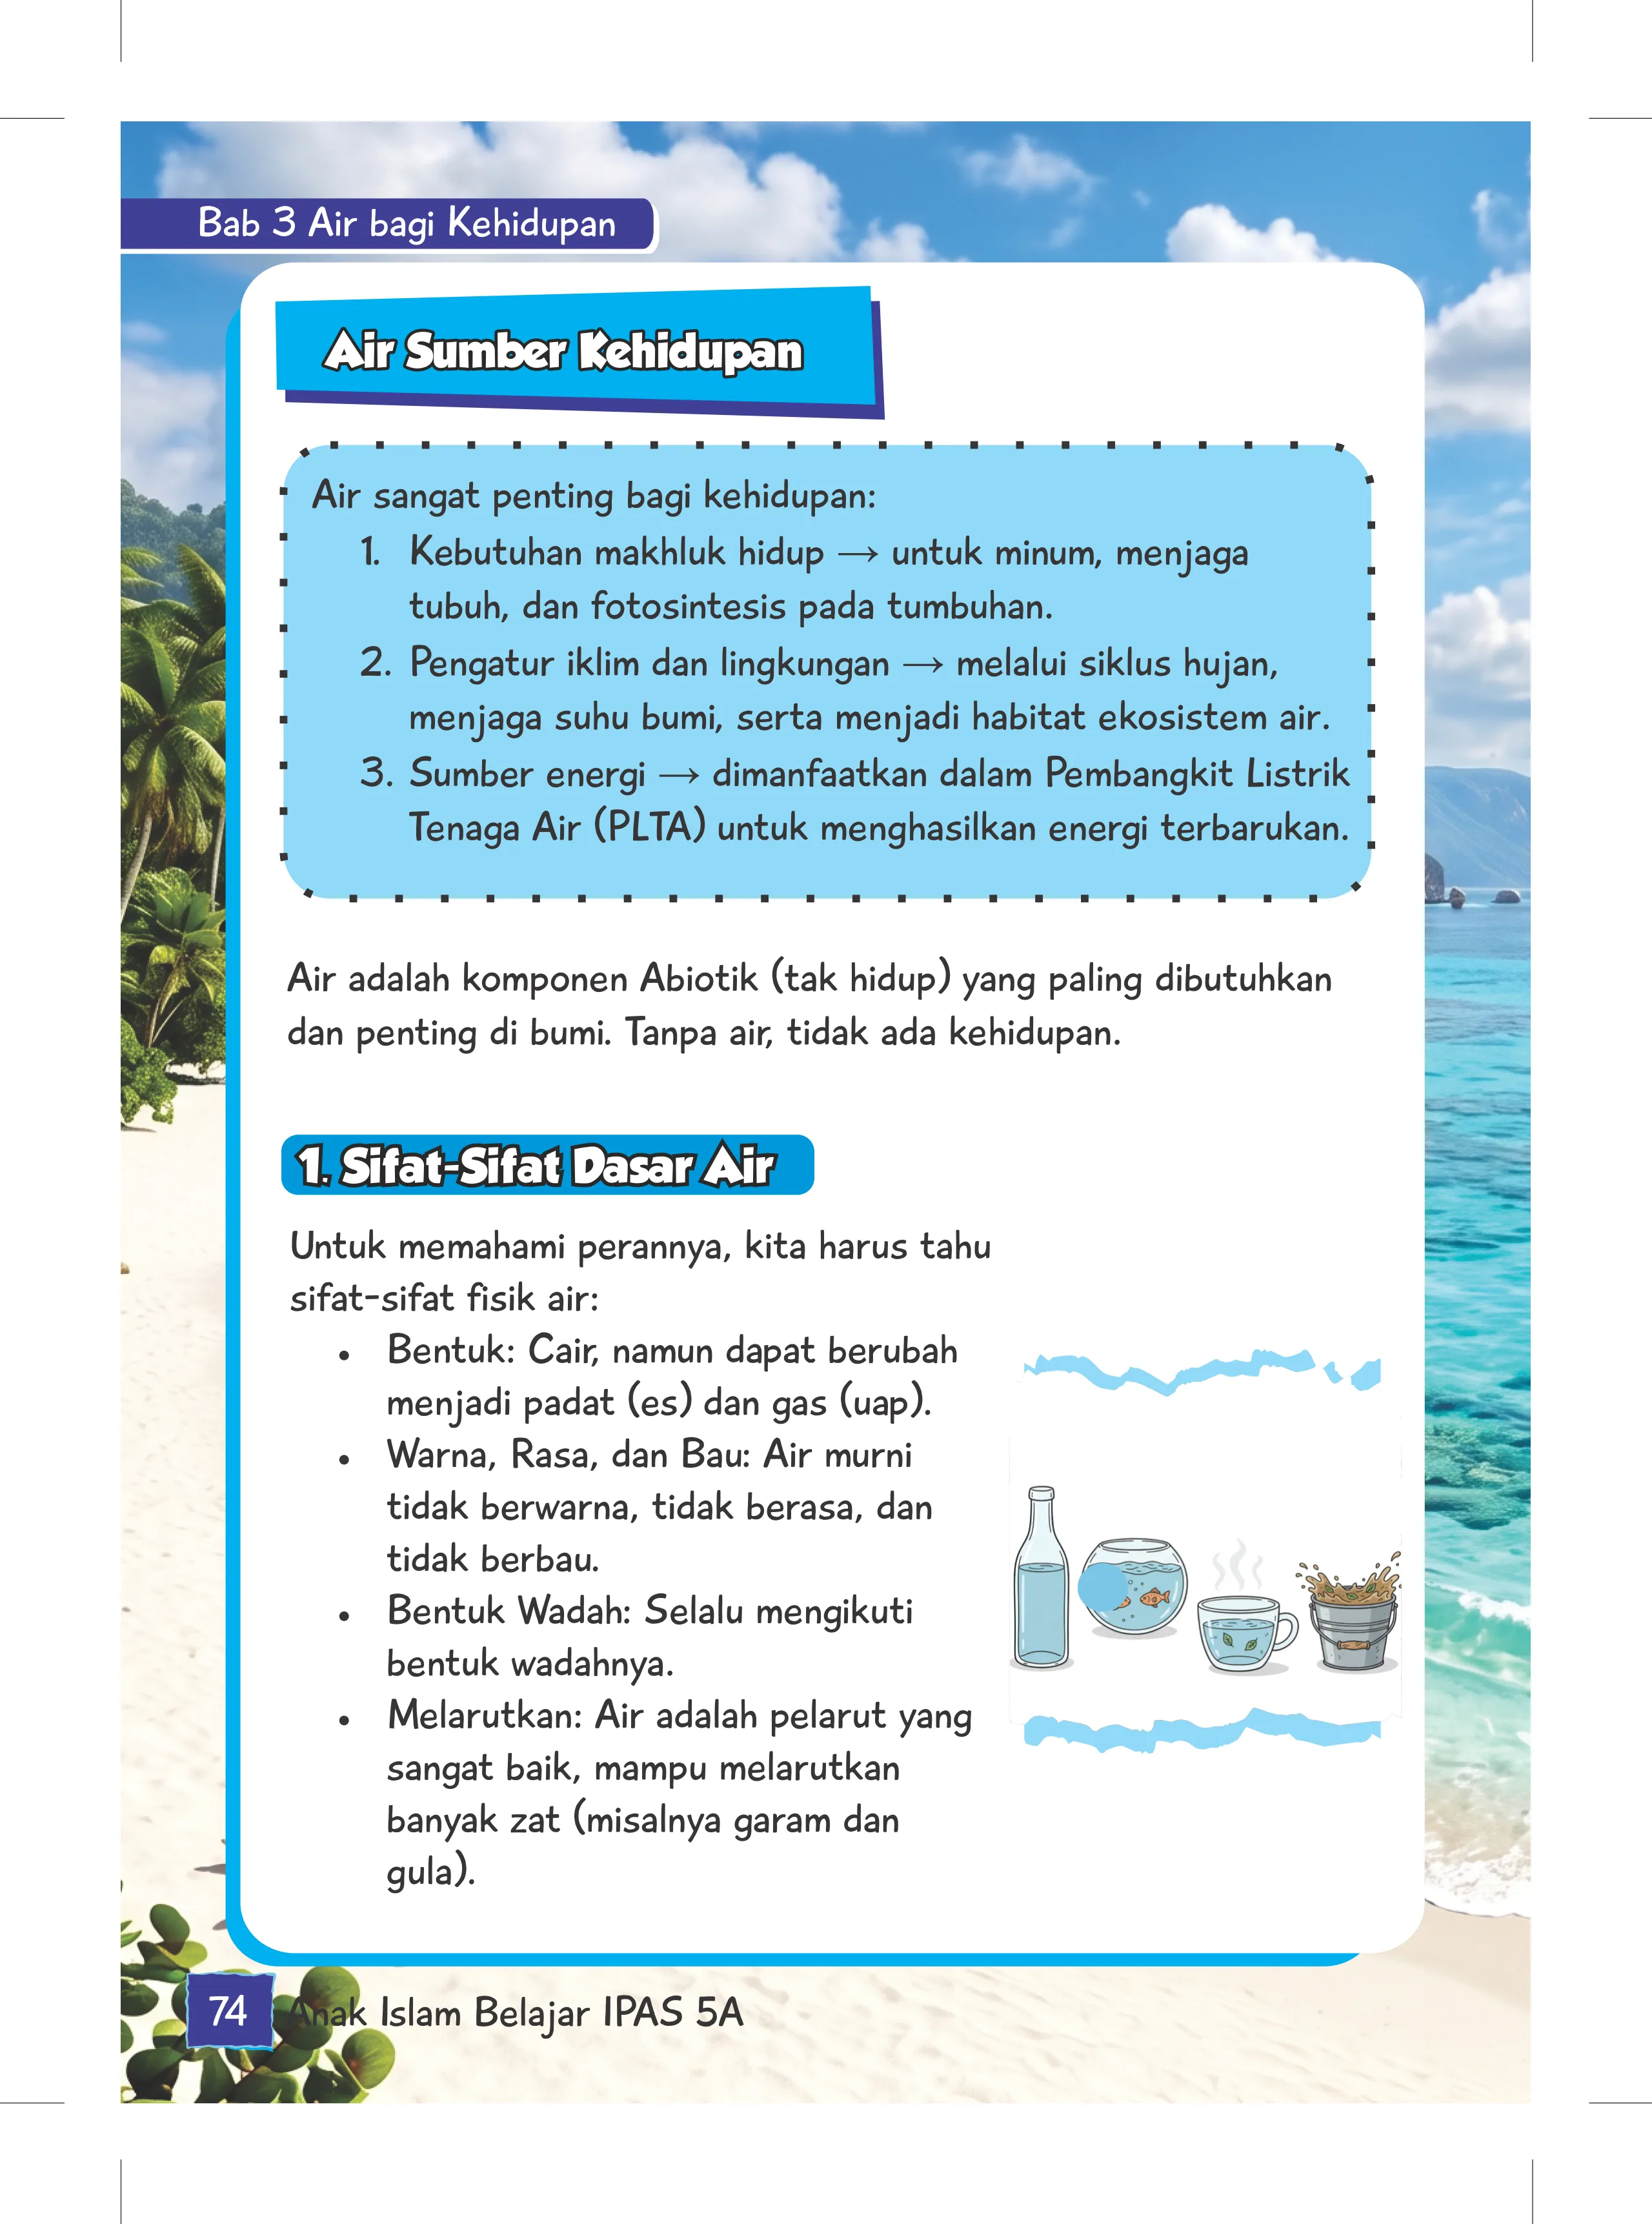 Bab 3 Air bagi Kehidupan
Air Sumber Kehidupan
Air sangat penting bagi kehidupan:
1. Kebutuhan makhluk hidup → untuk minum, menjaga
tubuh, dan fotosintesis pada tumbuhan.
2. Pengatur iklim dan lingkungan → melalui siklus hujan,
menjaga suhu bumi, serta menjadi habitat ekosistem air.
3. Sumber energi → dimanfaatkan dalam Pembangkit Listrik
Tenaga Air (PLTA) untuk menghasilkan energi terbarukan.
Air adalah komponen Abiotik (tak hidup) yang paling dibutuhkan
dan penting di bumi. Tanpa air, tidak ada kehidupan.
1. Sifat-Sifat Dasar Air
Untuk memahami perannya, kita harus tahu
sifat-sifat fisik air:
• Bentuk: Cair, namun dapat berubah
menjadi padat (es) dan gas (uap).
• Warna, Rasa, dan Bau: Air murni
tidak berwarna, tidak berasa, dan
tidak berbau.
• Bentuk Wadah: Selalu mengikuti
bentuk wadahnya.
• Melarutkan: Air adalah pelarut yang
sangat baik, mampu melarutkan
banyak zat (misalnya garam dan
gula).
74 Anak Islam Belajar IPAS 5A